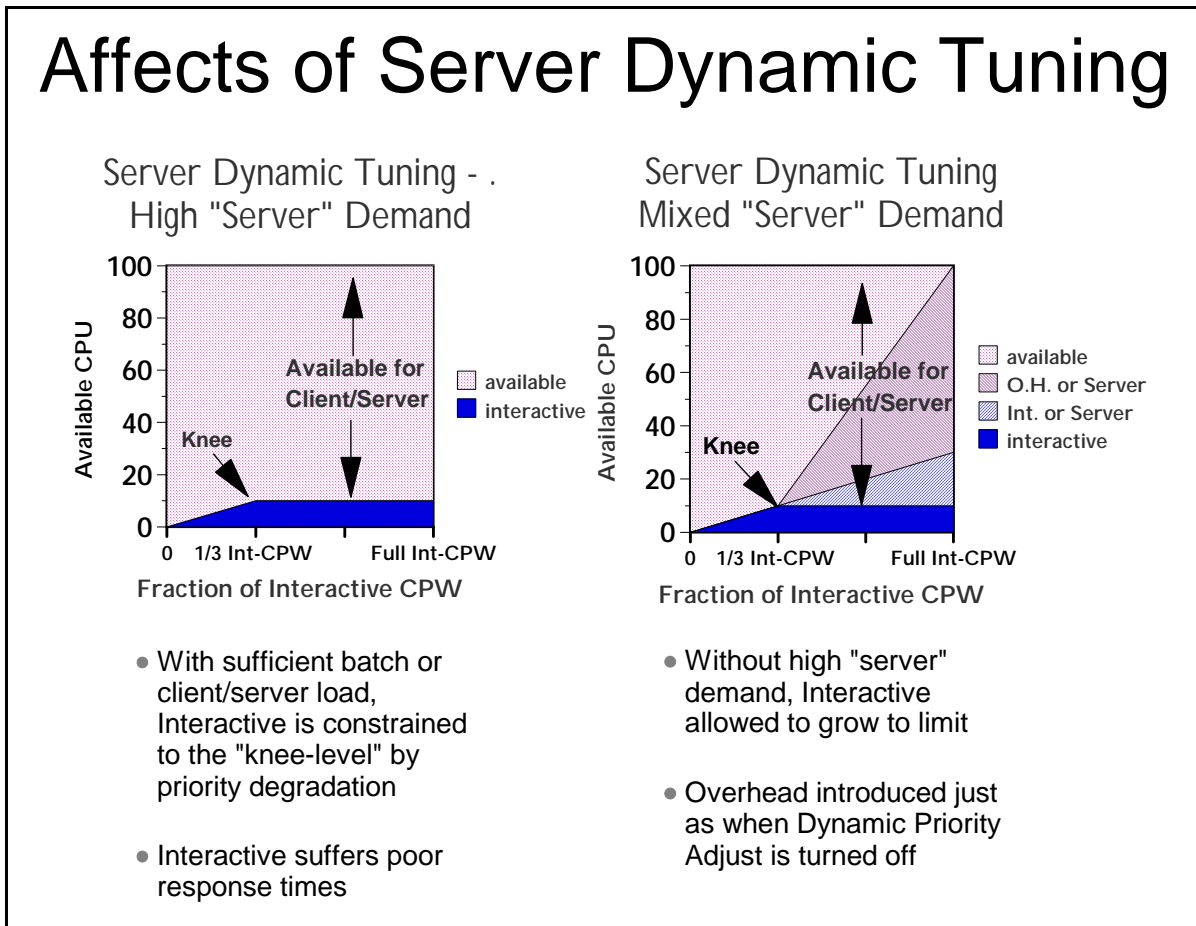 Affects of Server Dynamic Tuning
Server Dynamic Tuning - .
High "Server" Demand
100
80
60
40
20
0
Available CPU
Available for
Client/Server
Knee
available
interactive
0
1/3 Int-CPW
Full Int-CPW
Fraction of Interactive CPW
With sufficient batch or
client/server load,
Interactive is constrained
to the "knee-level" by
priority degradation
Interactive suffers poor
response times
Server Dynamic Tuning
Mixed "Server" Demand
100
80
60
40
20
0
Available CPU
Available for
Client/Server
Knee
available
O.H. or Server
Int. or Server
interactive
0
1/3 Int-CPW
Full Int-CPW
Fraction of Interactive CPW
Without high "server"
demand, Interactive
allowed to grow to limit
Overhead introduced just
as when Dynamic Priority
Adjust is turned off